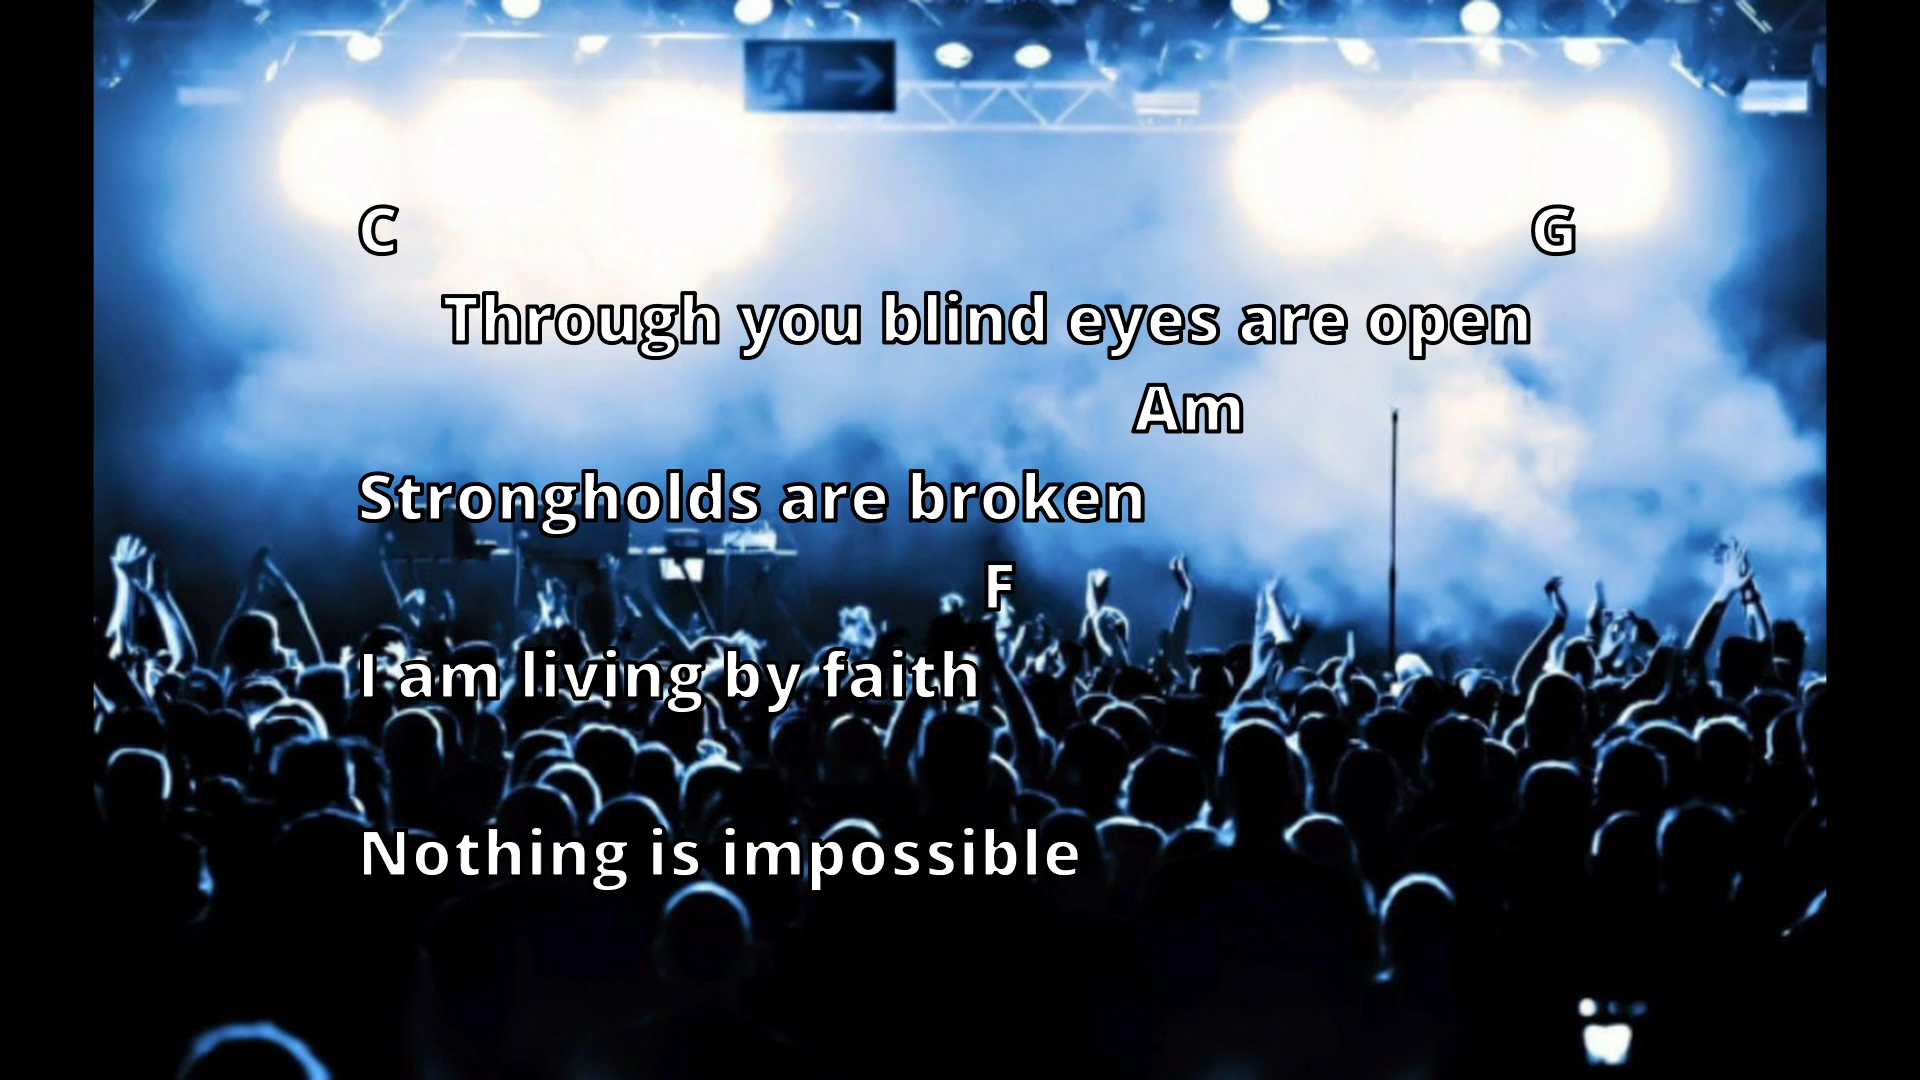 C G
Through you blind eyes are open
Am
Strongholds are broken
F
I am living by faith
Nothing is impossible